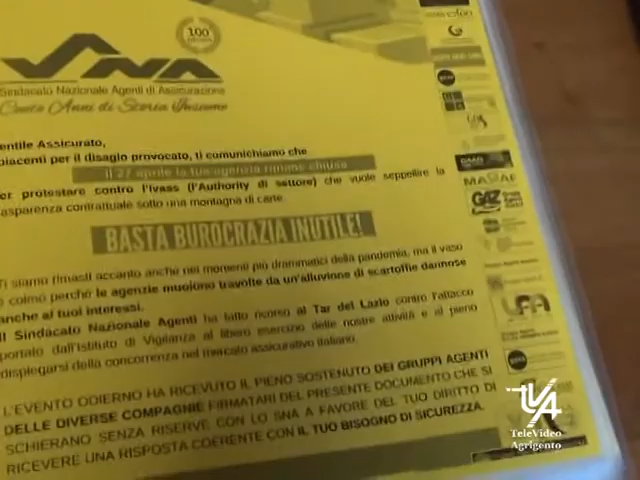 100
SNA
Sindacato Nazionale Agenti di Assicurazione
Cento Anni di Storia Insieme
entile Assicurato,
piacenti per il disagio provocato, ti comunichiamo che
il 27 aprile la tua agenzia rimane chiusa
er protestare contro l'Ivass (l'Authority di settore) che vuole seppellire la
asparenza contrattuale sotto una montagna di carte.
BASTA BUROCRAZIA INUTILE!
Ti siamo rimasti accanto anche nei momenti più drammatici della pandemia, ma il vaso
è colmo perché le agenzie muoiono travolte da un'alluvione di scartoffie dannose
anche ai tuoi interessi.
Il Sindacato Nazionale Agenti ha fatto ricorso al Tar del Lazio contro l'attacco
portato dall'Istituto di Vigilanza al libero esercizio delle nostre attività e al pieno
dispiegarsi della concorrenza nel mercato assicurativo italiano.
L'EVENTO ODIERNO HA RICEVUTO IL PIENO SOSTENUTO DEI GRUPPI AGENTI
DELLE DIVERSE COMPAGNIE FIRMATARI DEL PRESENTE DOCUMENTO CHE SI
SCHIERANO SENZA RISERVE CON LO SNA A FAVORE DEL TUO DIRITTO DI
RICEVERE UNA RISPOSTA COERENTE CON IL TUO BISOGNO DI SICUREZZA.
GAZ
UFA
TVA
TeleVideo
Agrigento